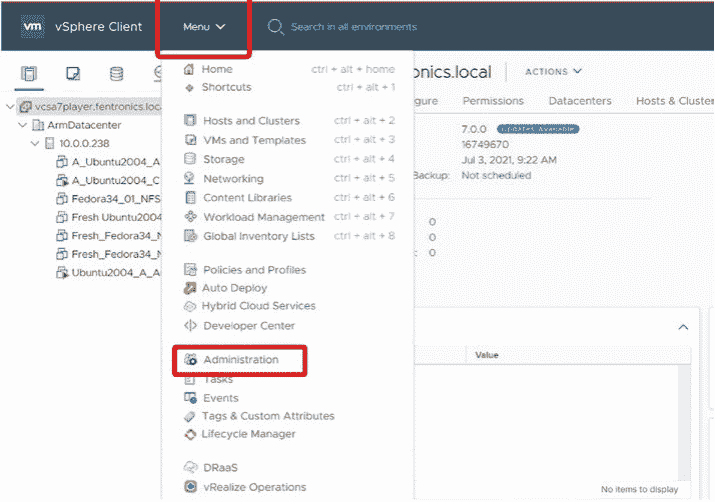 vm vSphere Client Menu Search in all environments
Home ctrl + alt + home
Shortcuts ctrl + alt + 1
Hosts and Clusters ctrl + alt + 2
VMs and Templates ctrl + alt + 3
Storage ctrl + alt + 4
Networking ctrl + alt + 5
Content Libraries ctrl + alt + 6
Workload Management ctrl + alt + 7
Global Inventory Lists ctrl + alt + 8
Policies and Profiles
Auto Deploy
Hybrid Cloud Services
Developer Center
Administration
Tasks
Events
Tags & Custom Attributes
Lifecycle Manager
DRaaS
vRealize Operations
vcsa7player.fentronics.loca
ArmDatacenter
10.0.0.238
A_Ubuntu2004_A
A_Ubuntu2004_C
Fedora34_01_NFS
Fresh Ubuntu2004
Fresh_Fedora34_N
Fresh_Fedora34_N
Ubuntu2004_A_A
onics.local ACTIONS
gure Permissions Datacenters Hosts & Cluster
7.0.0 Updates Available
16749670
Jul 3, 2021, 9:22 AM
Backup: Not scheduled
0
0
: 0
Value
No items to display